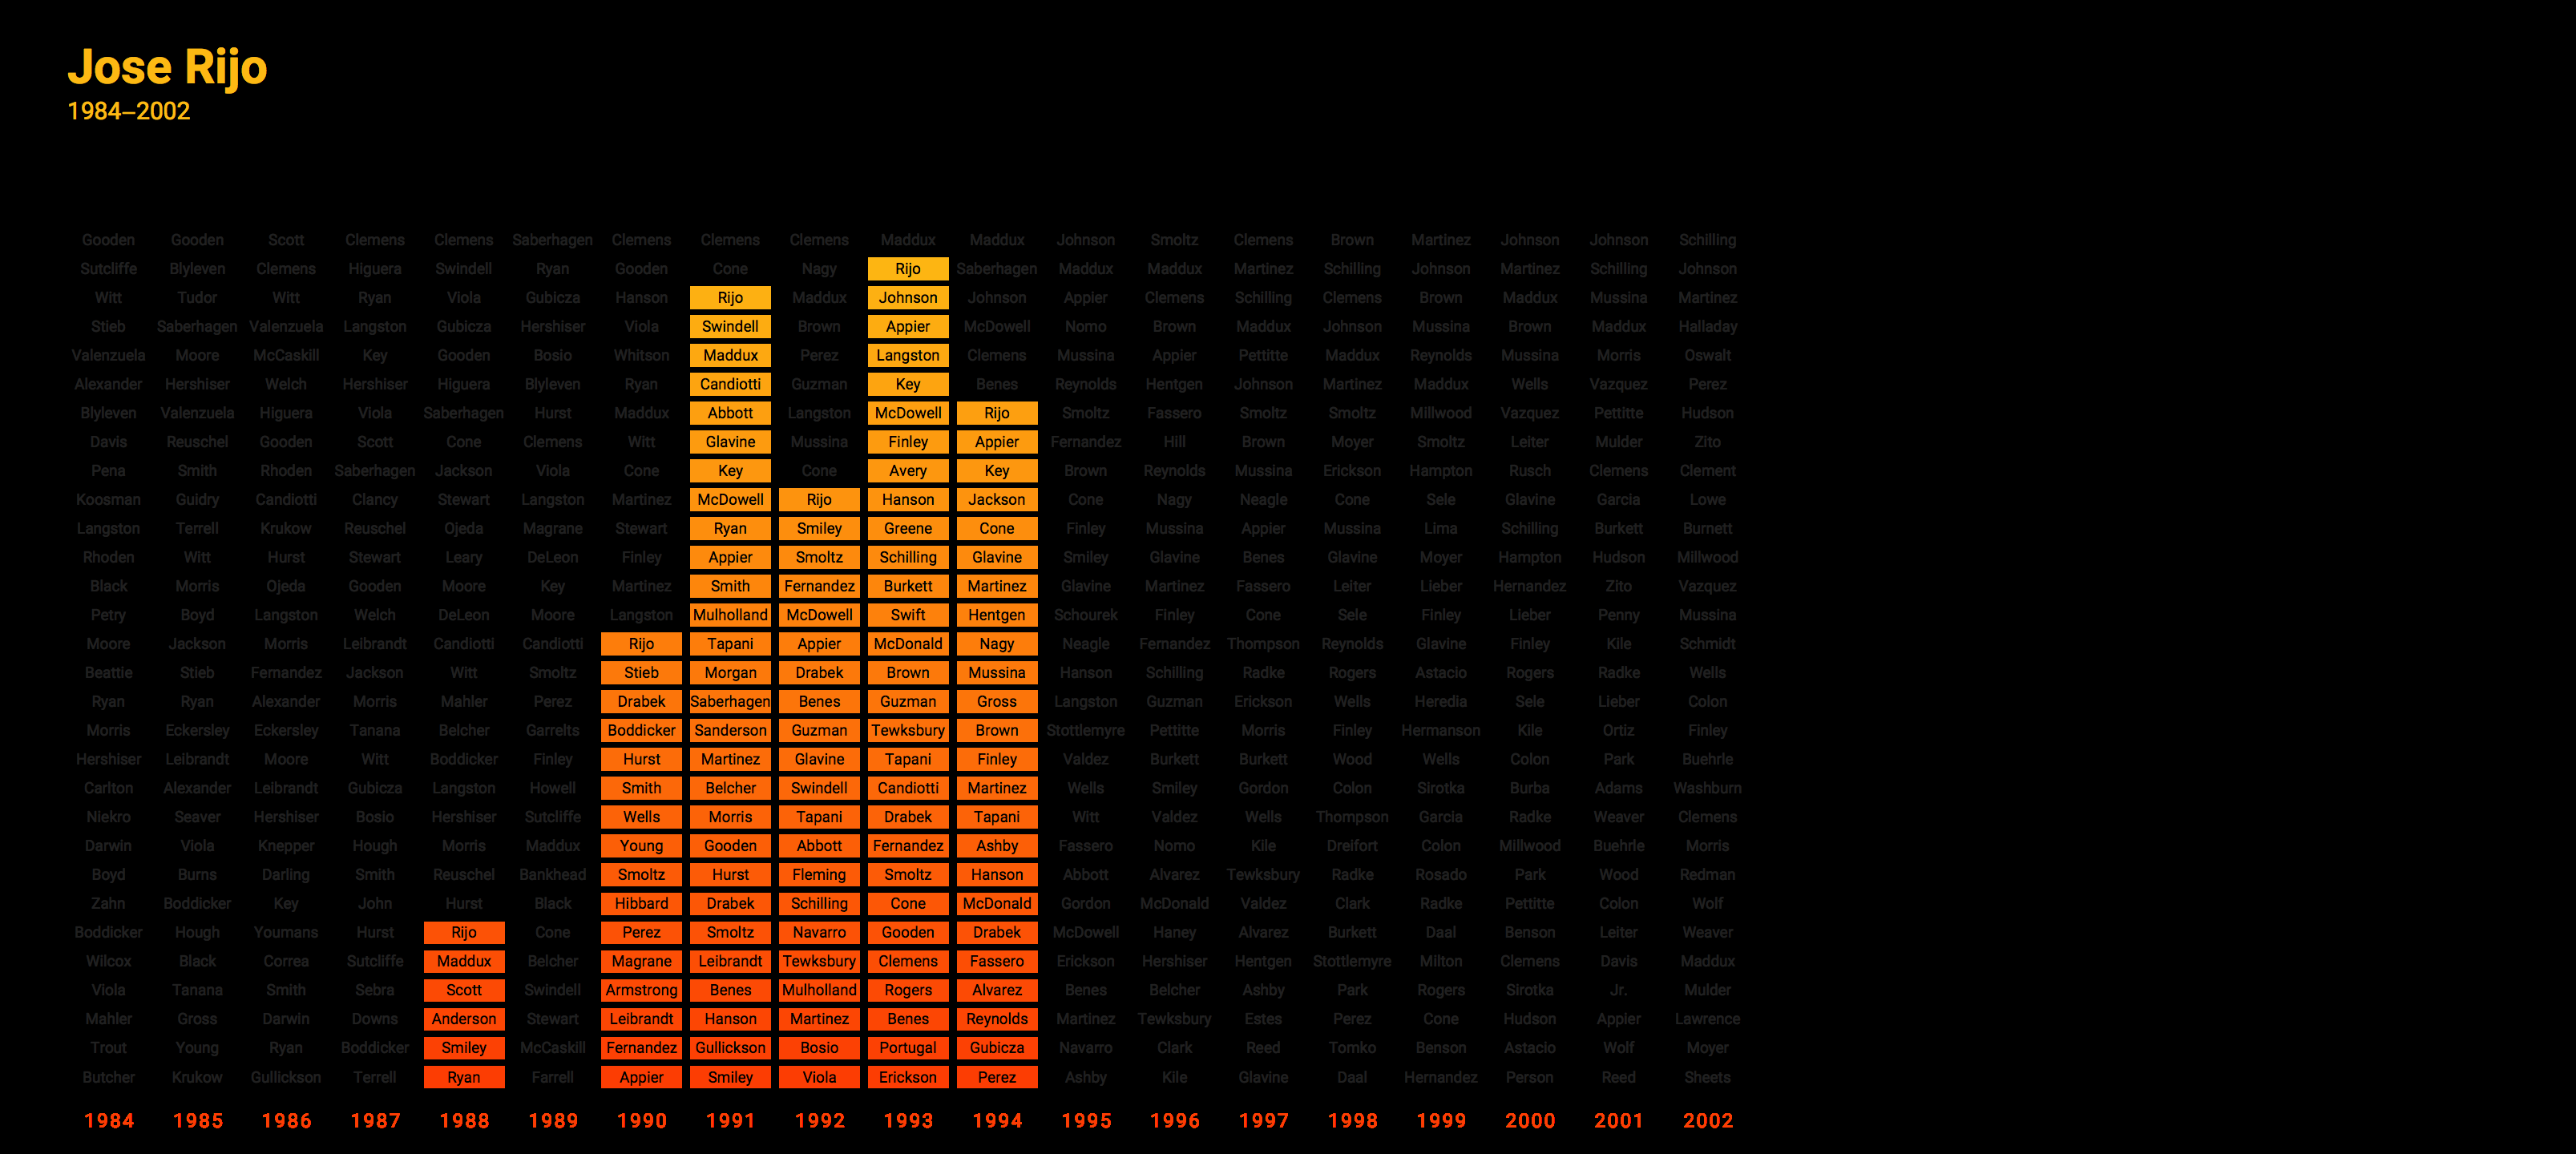 Jose Rijo
1984–2002
Gooden Gooden Scott Clemens Clemens Saberhagen Clemens Clemens Clemens Maddux Maddux Johnson Smoltz Clemens Brown Martinez Johnson Johnson Schilling
Sutcliffe Blyleven Clemens Higuera Swindell Ryan Gooden Cone Nagy Rijo Saberhagen Maddux Maddux Martinez Schilling Johnson Martinez Schilling Johnson
Witt Tudor Witt Ryan Viola Gubicza Hanson Rijo Maddux Johnson Johnson Appier Clemens Schilling Clemens Brown Maddux Mussina Martinez
Stieb Saberhagen Valenzuela Langston Gubicza Hershiser Viola Swindell Brown Appier McDowell Nomo Brown Maddux Johnson Mussina Brown Maddux Halladay
Valenzuela Moore McCaskill Key Gooden Bosio Whitson Maddux Perez Langston Clemens Mussina Appier Pettitte Maddux Reynolds Mussina Morris Oswalt
Alexander Hershiser Welch Hershiser Higuera Blyleven Ryan Candiotti Guzman Key Benes Reynolds Hentgen Johnson Martinez Maddux Wells Vazquez Perez
Blyleven Valenzuela Higuera Viola Saberhagen Hurst Maddux Abbott Langston McDowell Rijo Smoltz Fassero Smoltz Smoltz Millwood Vazquez Pettitte Hudson
Davis Reuschel Gooden Scott Cone Clemens Witt Glavine Mussina Finley Appier Fernandez Hill Brown Moyer Smoltz Leiter Mulder Zito
Pena Smith Rhoden Saberhagen Jackson Viola Cone Key Cone Avery Key Brown Reynolds Mussina Erickson Hampton Rusch Clemens Clement
Koosman Guidry Candiotti Clancy Stewart Langston Martinez McDowell Rijo Hanson Jackson Cone Nagy Neagle Cone Sele Glavine Garcia Lowe
Langston Terrell Krukow Reuschel Ojeda Magrane Stewart Ryan Smiley Greene Cone Finley Mussina Appier Mussina Lima Schilling Burkett Burnett
Rhoden Witt Hurst Stewart Leary DeLeon Finley Appier Smoltz Schilling Glavine Smiley Glavine Benes Glavine Moyer Hampton Hudson Millwood
Black Morris Ojeda Gooden Moore Key Martinez Smith Fernandez Burkett Martinez Glavine Martinez Fassero Leiter Lieber Hernandez Zito Vazquez
Petry Boyd Langston Welch DeLeon Moore Langston Mulholland McDowell Swift Hentgen Schourek Finley Cone Sele Finley Lieber Penny Mussina
Moore Jackson Morris Leibrandt Candiotti Candiotti Rijo Tapani Appier McDonald Nagy Neagle Fernandez Thompson Reynolds Glavine Finley Kile Schmidt
Beattie Stieb Fernandez Jackson Witt Smoltz Stieb Morgan Drabek Brown Mussina Hanson Schilling Radke Rogers Astacio Rogers Radke Wells
Ryan Ryan Alexander Morris Mahler Perez Drabek Saberhagen Benes Guzman Gross Langston Guzman Erickson Wells Heredia Sele Lieber Colon
Morris Eckersley Eckersley Tanana Belcher Garrelts Boddicker Sanderson Guzman Tewksbury Brown Stottlemyre Pettitte Morris Finley Hermanson Kile Ortiz Finley
Hershiser Leibrandt Moore Witt Boddicker Finley Hurst Martinez Glavine Tapani Finley Valdez Burkett Burkett Wood Wells Colon Park Buehrle
Carlton Alexander Leibrandt Gubicza Langston Howell Smith Belcher Swindell Candiotti Martinez Wells Smiley Gordon Colon Sirotka Burba Adams Washburn
Niekro Seaver Hershiser Bosio Hershiser Sutcliffe Wells Morris Tapani Drabek Tapani Witt Valdez Wells Thompson Garcia Radke Weaver Clemens
Darwin Viola Knepper Hough Morris Maddux Young Gooden Abbott Fernandez Ashby Fassero Nomo Kile Dreifort Colon Millwood Buehrle Morris
Boyd Burns Darling Smith Reuschel Bankhead Smoltz Hurst Fleming Smoltz Hanson Abbott Alvarez Tewksbury Radke Rosado Park Wood Redman
Zahn Boddicker Key John Hurst Black Hibbard Drabek Schilling Cone McDonald Gordon McDonald Valdez Clark Radke Pettitte Colon Wolf
Boddicker Hough Youmans Hurst Rijo Cone Perez Smoltz Navarro Gooden Drabek McDowell Haney Alvarez Burkett Daal Benson Leiter Weaver
Wilcox Black Correa Sutcliffe Maddux Belcher Magrane Leibrandt Tewksbury Clemens Fassero Erickson Hershiser Hentgen Stottlemyre Milton Clemens Davis Maddux
Viola Tanana Smith Sebra Scott Swindell Armstrong Benes Mulholland Rogers Alvarez Benes Belcher Ashby Park Rogers Sirotka Jr. Mulder
Mahler Gross Darwin Downs Anderson Stewart Leibrandt Hanson Martinez Benes Reynolds Martinez Tewksbury Estes Perez Cone Hudson Appier Lawrence
Trout Young Ryan Boddicker Smiley McCaskill Fernandez Gullickson Bosio Portugal Gubicza Navarro Clark Reed Tomko Benson Astacio Wolf Moyer
Butcher Krukow Gullickson Terrell Ryan Farrell Appier Smiley Viola Erickson Perez Ashby Kile Glavine Daal Hernandez Person Reed Sheets
1984 1985 1986 1987 1988 1989 1990 1991 1992 1993 1994 1995 1996 1997 1998 1999 2000 2001 2002